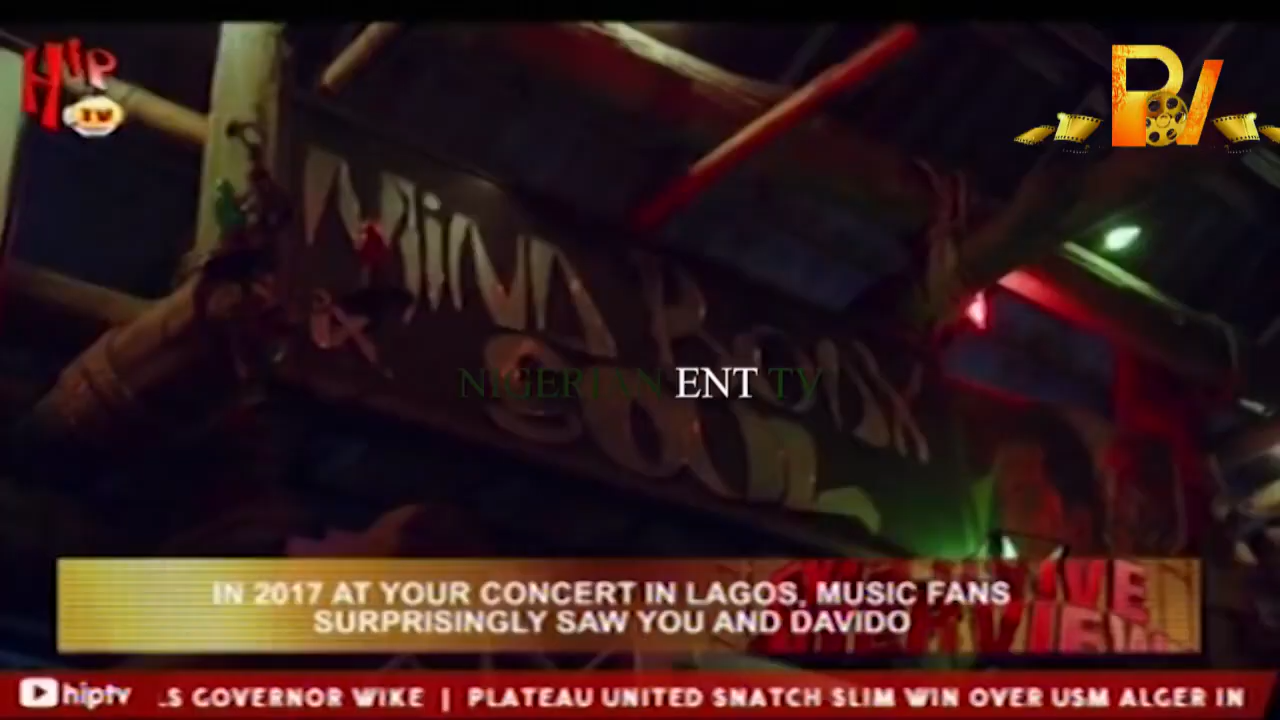 HiP
TV
PV
NIGERIAN ENT TV
IN 2017 AT YOUR CONCERT IN LAGOS, MUSIC FANS
SURPRISINGLY SAW YOU AND DAVIDO
hiptv .S GOVERNOR WIKE | PLATEAU UNITED SNATCH SLIM WIN OVER USM ALGER IN